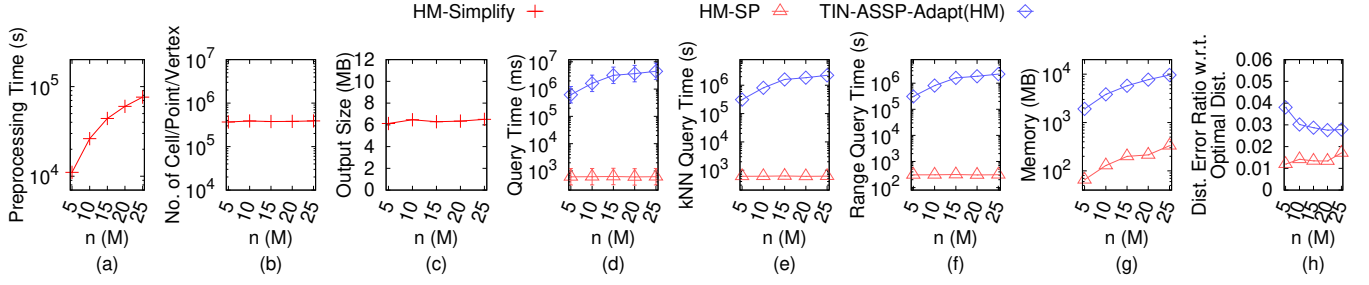 HM-Simplify HM-SP TIN-ASSP-Adapt(HM)
Preprocessing Time (s)
10^5
10^4
5 10 15 20 25
n (M)
(a)
No. of Cell/Point/Vertex
10^7
10^6
10^5
10^4
5 10 15 20 25
n (M)
(b)
Output Size (MB)
12
10
8
6
4
2
0
5 10 15 20 25
n (M)
(c)
Query Time (ms)
10^7
10^6
10^5
10^4
10^3
5 10 15 20 25
n (M)
(d)
kNN Query Time (s)
10^6
10^5
10^4
10^3
5 10 15 20 25
n (M)
(e)
Range Query Time (s)
10^6
10^5
10^4
10^3
10^2
5 10 15 20 25
n (M)
(f)
Memory (MB)
10^4
10^3
10^2
5 10 15 20 25
n (M)
(g)
Dist. Error Ratio w.r.t.
Optimal Dist.
0.06
0.05
0.04
0.03
0.02
0.01
0
5 10 15 20 25
n (M)
(h)